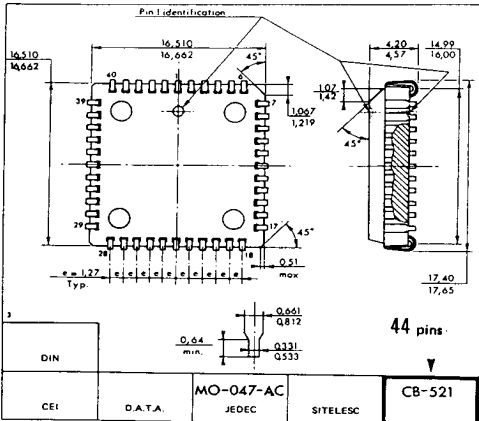 Pin 1 identification
16,510
16,662
16,510
16,662
45°
4,20
4,57
14,99
16,00
40
6
39
7
1,067
1,219
1,07
1,42
45°
29
17
45°
28
18
e = 1,27
Typ.
e e e e e e e e e
0,51
max
17,40
17,65
0,661
0,812
0,64
min.
0,331
0,533
44 pins
3
DIN
CEI
D.A.T.A.
MO-047-AC
JEDEC
SITELESC
CB-521